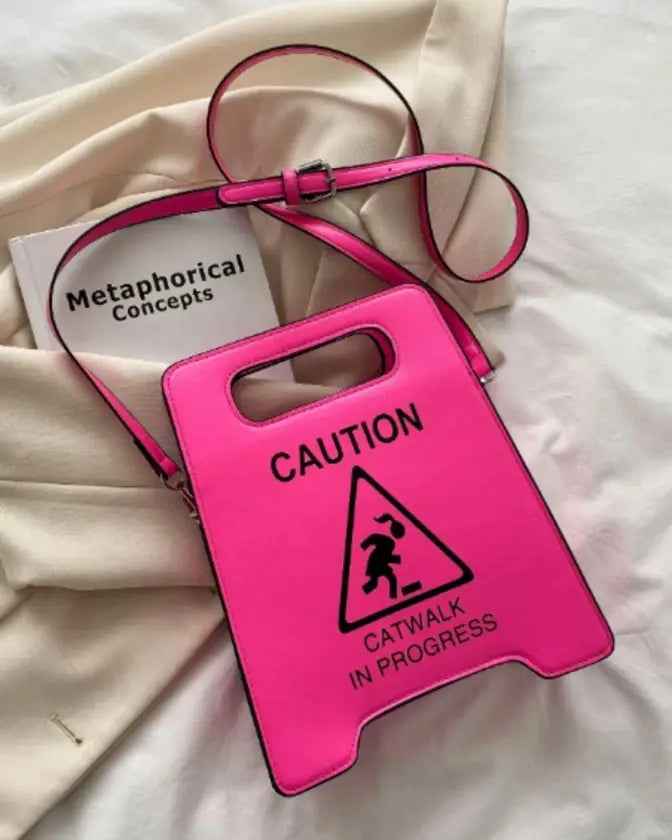 Metaphorical
Concepts
CAUTION
CATWALK
IN PROGRESS